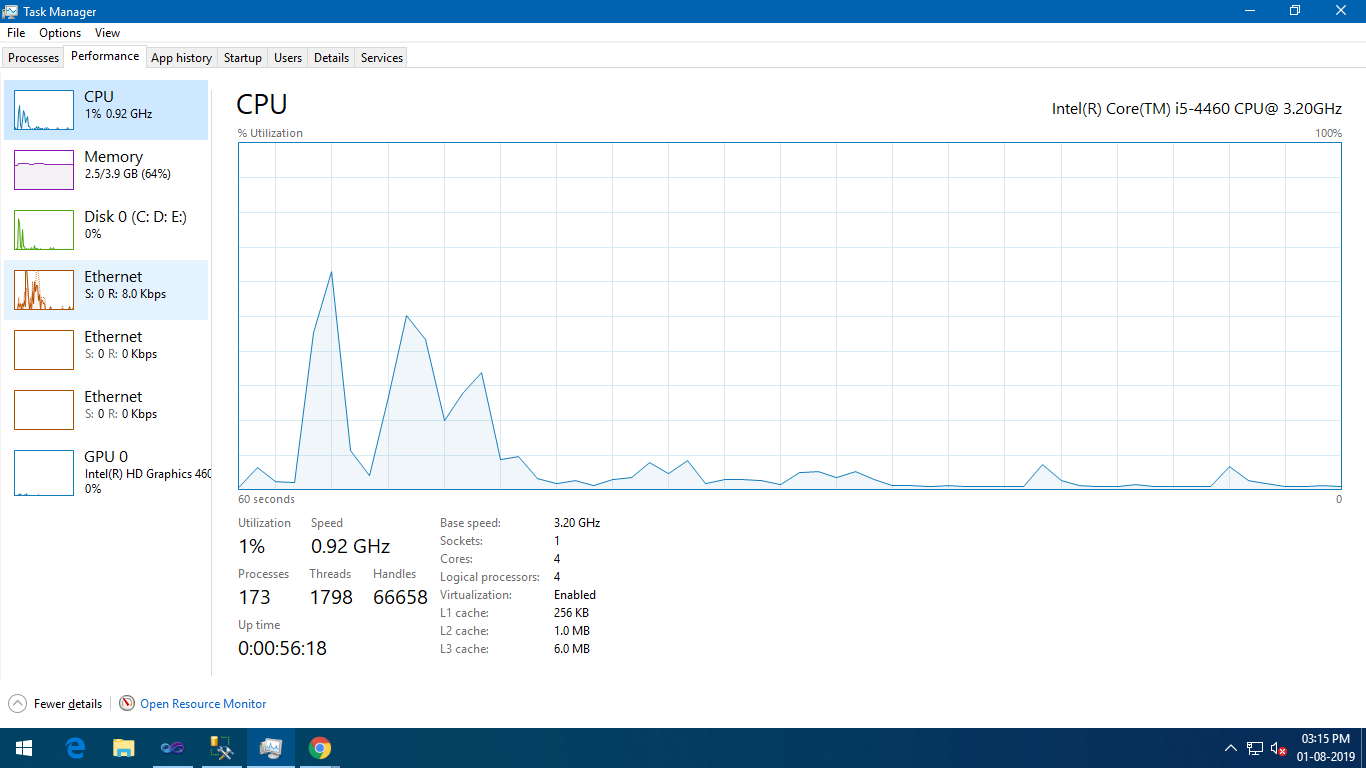 Task Manager
File Options View
Processes Performance App history Startup Users Details Services
CPU
1% 0.92 GHz
Memory
2.5/3.9 GB (64%)
Disk 0 (C: D: E:)
0%
Ethernet
S: 0 R: 8.0 Kbps
Ethernet
S: 0 R: 0 Kbps
Ethernet
S: 0 R: 0 Kbps
GPU 0
Intel(R) HD Graphics 460
0%
CPU
Intel(R) Core(TM) i5-4460 CPU@ 3.20GHz
% Utilization 100%
60 seconds 0
Utilization Speed
1% 0.92 GHz
Processes Threads Handles
173 1798 66658
Up time
0:00:56:18
Base speed: 3.20 GHz
Sockets: 1
Cores: 4
Logical processors: 4
Virtualization: Enabled
L1 cache: 256 KB
L2 cache: 1.0 MB
L3 cache: 6.0 MB
Fewer details Open Resource Monitor
03:15 PM
01-08-2019